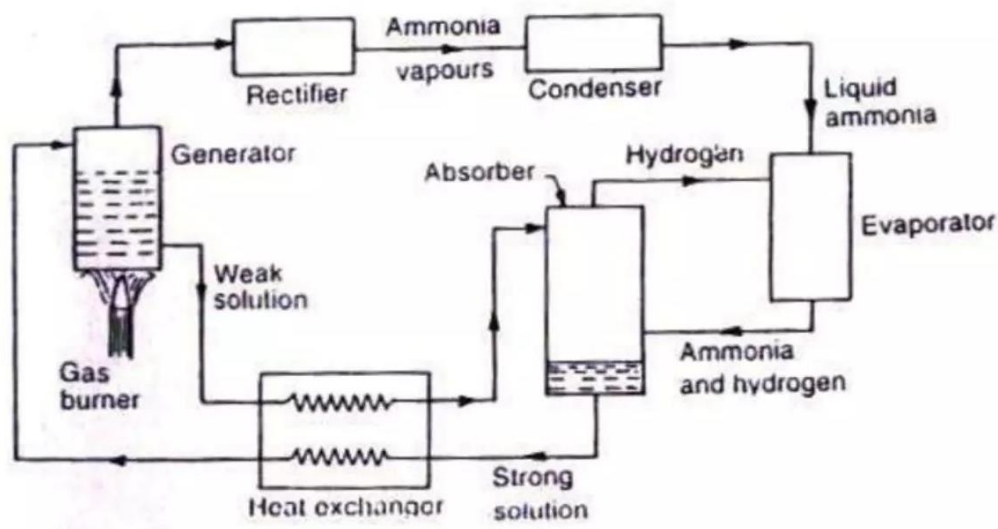 Ammonia
vapours
Rectifier
Condenser
Liquid
ammonia
Generator
Absorber
Hydrogen
Evaporator
Weak
solution
Gas
burner
Ammonia
and hydrogen
Heat exchanger
Strong
solution